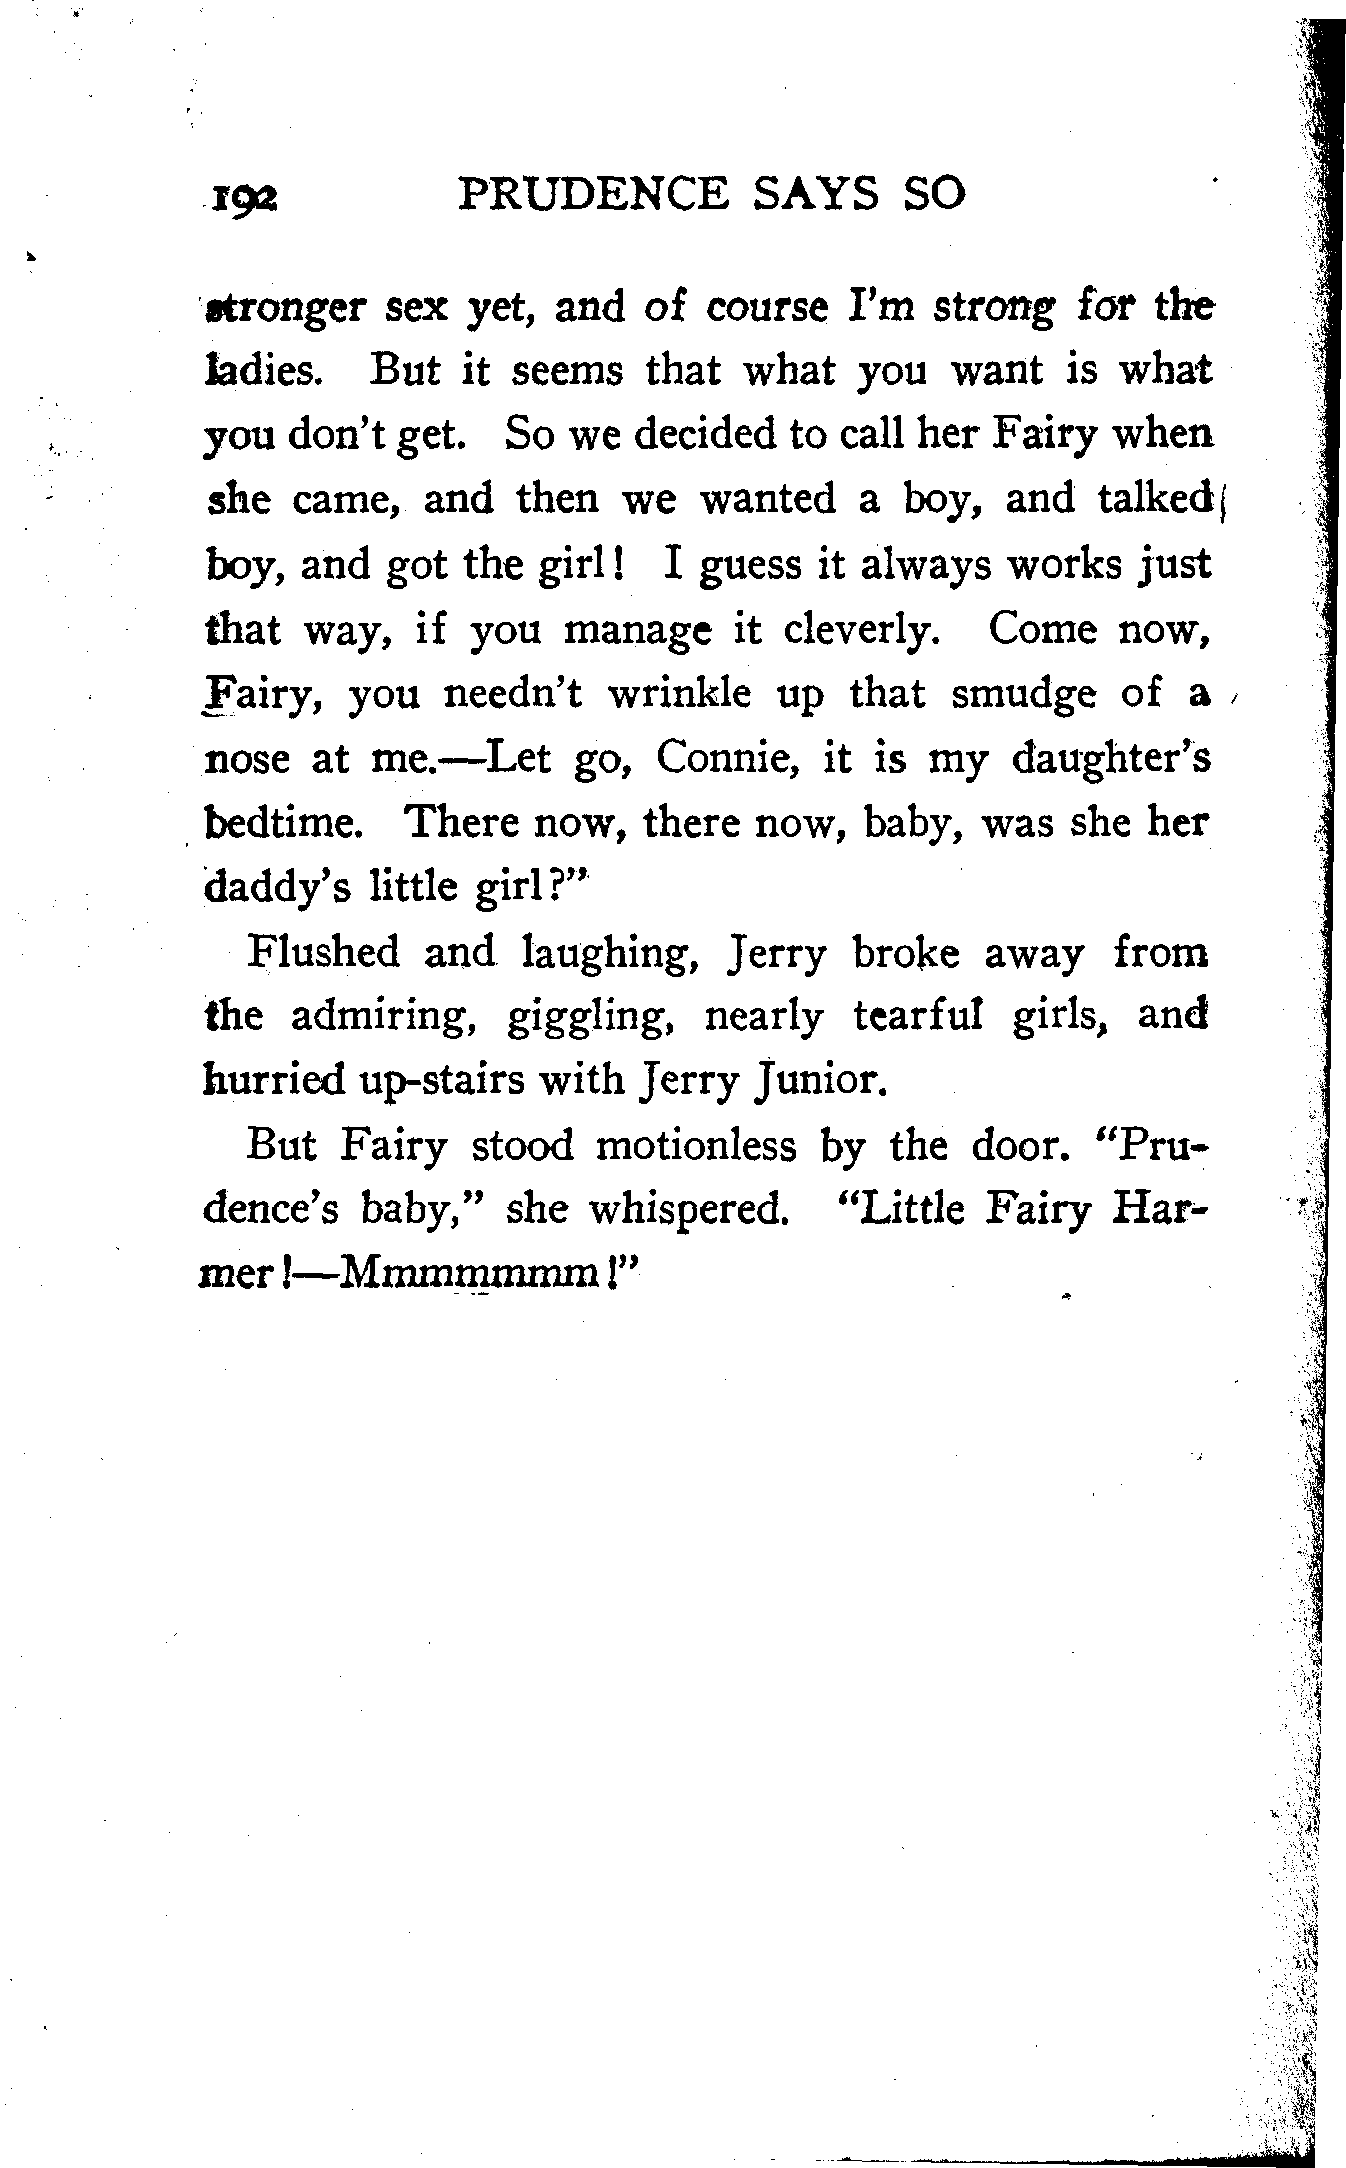 192 PRUDENCE SAYS SO
stronger sex yet, and of course I'm strong for the
ladies. But it seems that what you want is what
you don't get. So we decided to call her Fairy when
she came, and then we wanted a boy, and talked
boy, and got the girl! I guess it always works just
that way, if you manage it cleverly. Come now,
Fairy, you needn't wrinkle up that smudge of a
nose at me.—Let go, Connie, it is my daughter's
bedtime. There now, there now, baby, was she her
daddy's little girl?"
Flushed and laughing, Jerry broke away from
the admiring, giggling, nearly tearful girls, and
hurried up-stairs with Jerry Junior.
But Fairy stood motionless by the door. "Pru-
dence's baby," she whispered. "Little Fairy Har-
mer!—Mmmmmmm!"